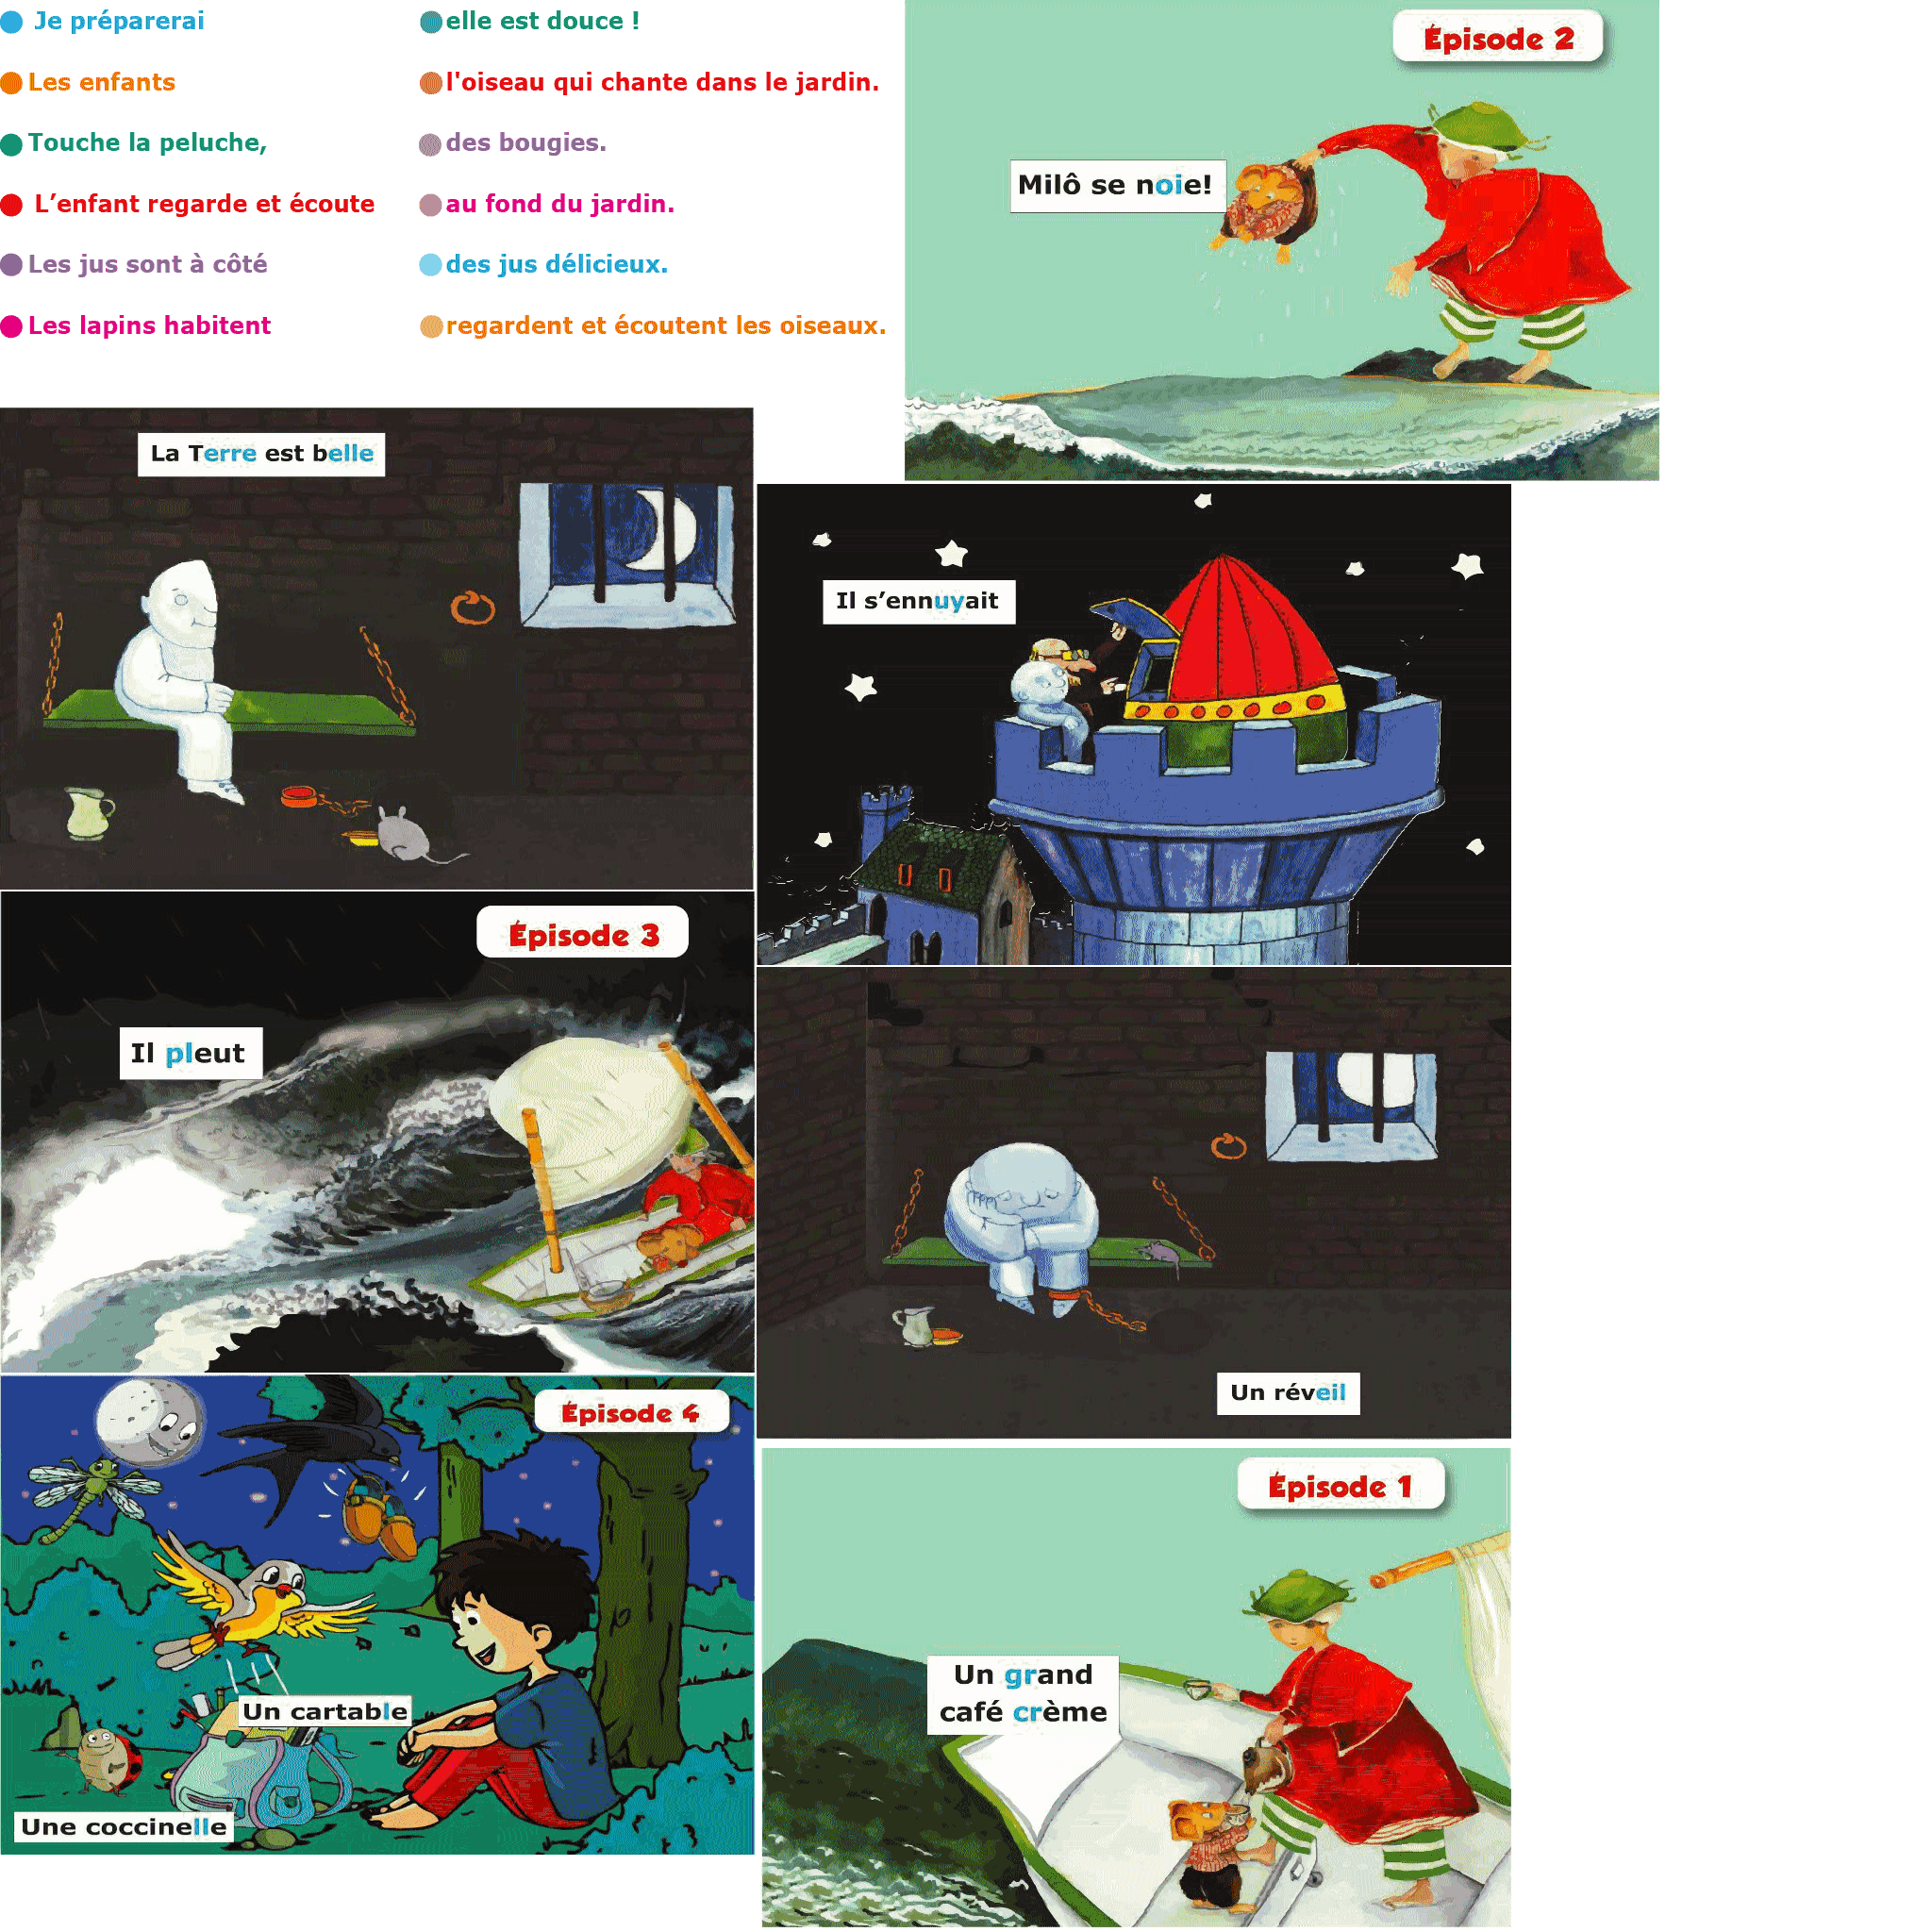 Je préparerai
elle est douce !
Les enfants
l'oiseau qui chante dans le jardin.
Touche la peluche,
des bougies.
L’enfant regarde et écoute
au fond du jardin.
Les jus sont à côté
des jus délicieux.
Les lapins habitent
regardent et écoutent les oiseaux.
Épisode 2
Milô se noie!
La Terre est belle
Il s’ennuyait
Épisode 3
Il pleut
Un réveil
Épisode 4
Un cartable
Une coccinelle
Épisode 1
Un grand
café crème